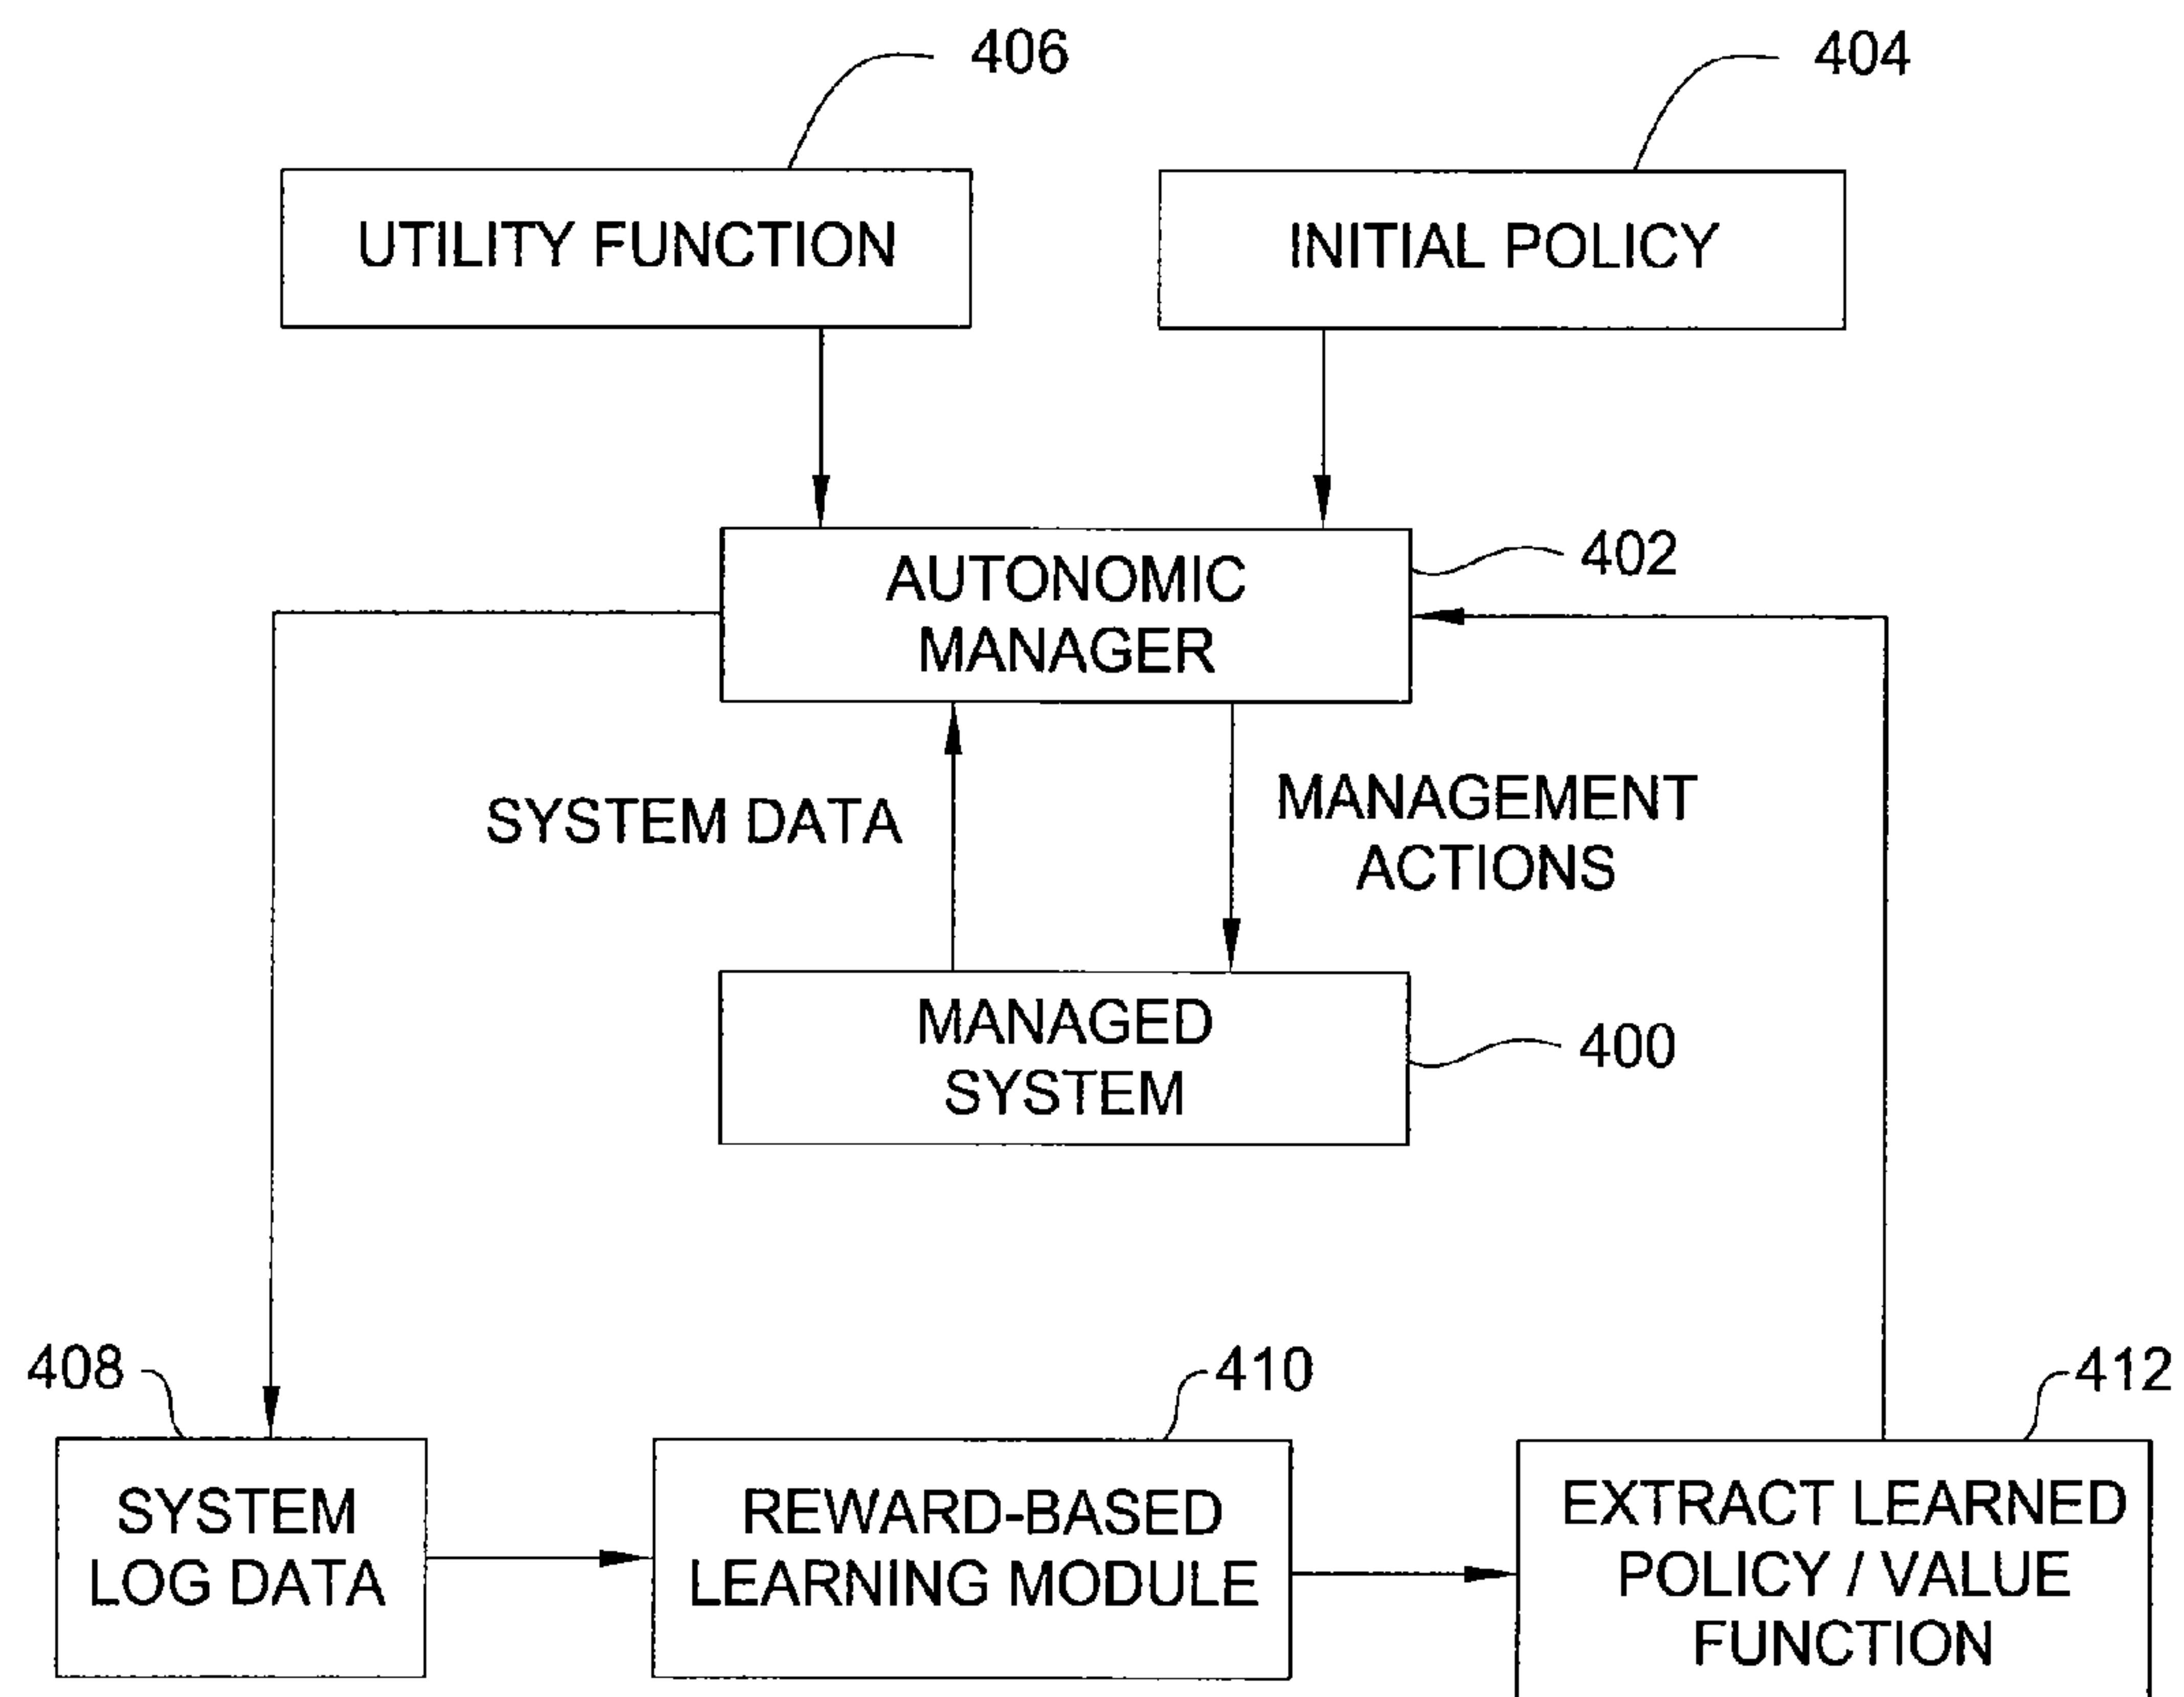 406
404
UTILITY FUNCTION
INITIAL POLICY
402
AUTONOMIC
MANAGER
SYSTEM DATA
MANAGEMENT
ACTIONS
MANAGED
SYSTEM
400
408
410
412
SYSTEM
LOG DATA
REWARD-BASED
LEARNING MODULE
EXTRACT LEARNED
POLICY / VALUE
FUNCTION